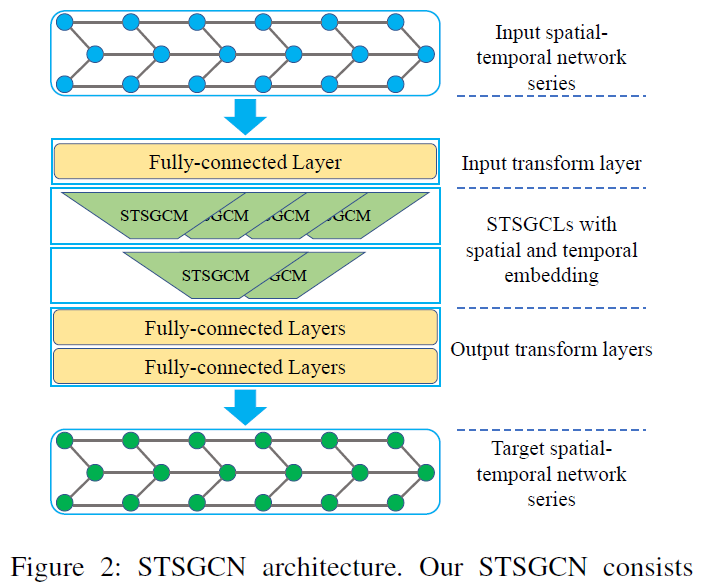 Input spatial-
temporal network
series
Fully-connected Layer
Input transform layer
STSGCM GCM GCM GCM
STSGCLs with
spatial and temporal
embedding
STSGCM GCM
Fully-connected Layers
Fully-connected Layers
Output transform layers
Target spatial-
temporal network
series
Figure 2: STSGCN architecture. Our STSGCN consists